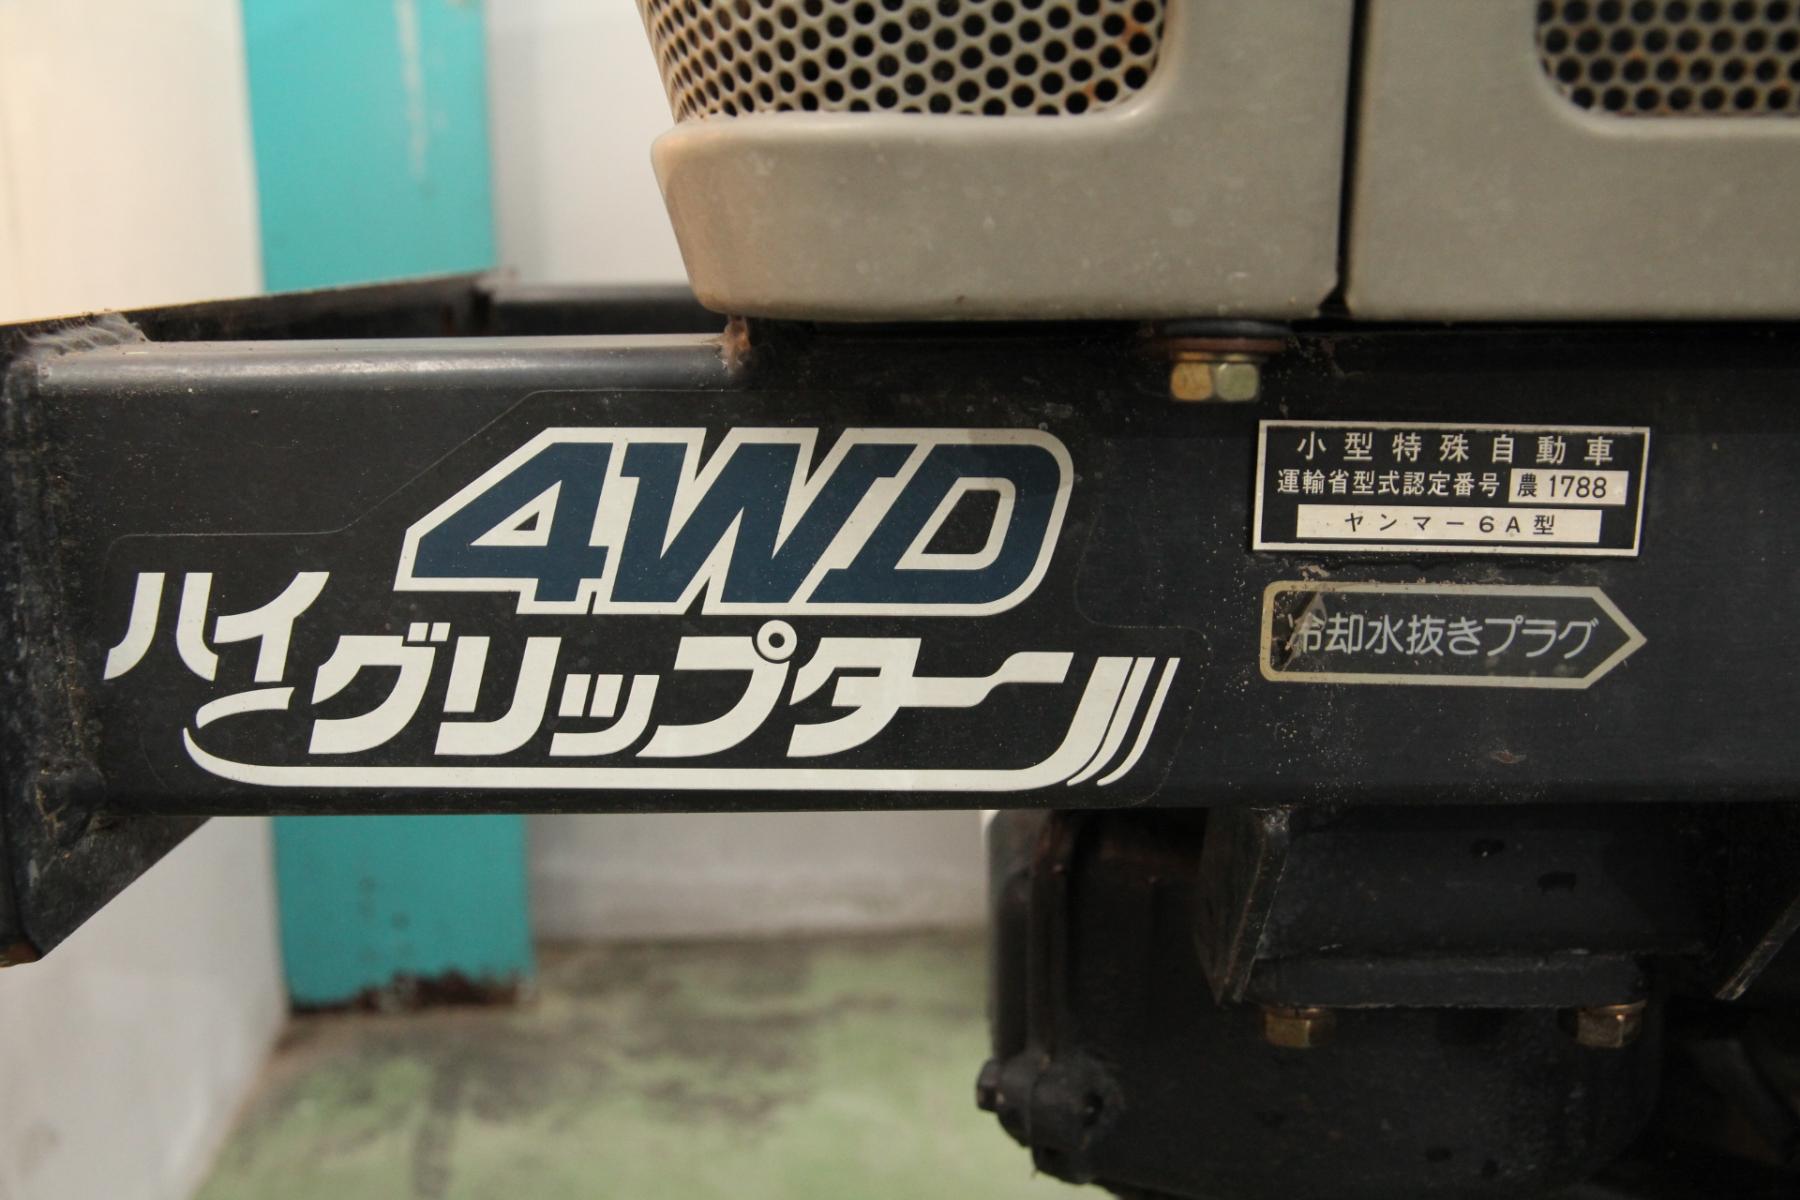 4WD
ハイ
グリップター
小型特殊自動車
運輸省型式認定番号 農1788
ヤンマー6A型
冷却水抜きプラグ